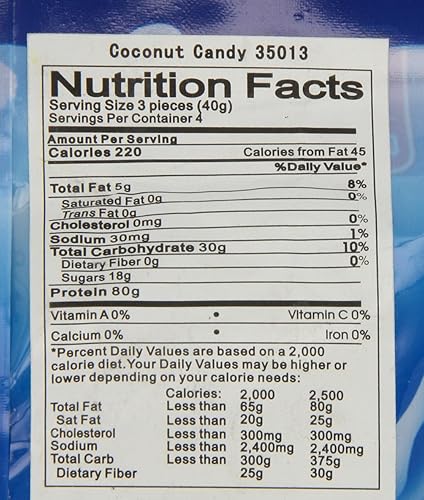 Coconut Candy 35013
Nutrition Facts
Serving Size 3 pieces (40g)
Servings Per Container 4
Amount Per Serving
Calories 220 Calories from Fat 45
%Daily Value*
Total Fat 5g 8%
Saturated Fat 0g 0%
Trans Fat 0g
Cholesterol 0mg 0%
Sodium 30mg 1%
Total Carbohydrate 30g 10%
Dietary Fiber 0g 0%
Sugars 18g
Protein 80g
Vitamin A 0% • Vitamin C 0%
Calcium 0% • Iron 0%
*Percent Daily Values are based on a 2,000
calorie diet.Your Daily Values may be higher or
lower depending on your calorie needs:
Calories: 2,000 2,500
Total Fat Less than 65g 80g
Sat Fat Less than 20g 25g
Cholesterol Less than 300mg 300mg
Sodium Less than 2,400mg 2,400mg
Total Carb Less than 300g 375g
Dietary Fiber 25g 30g